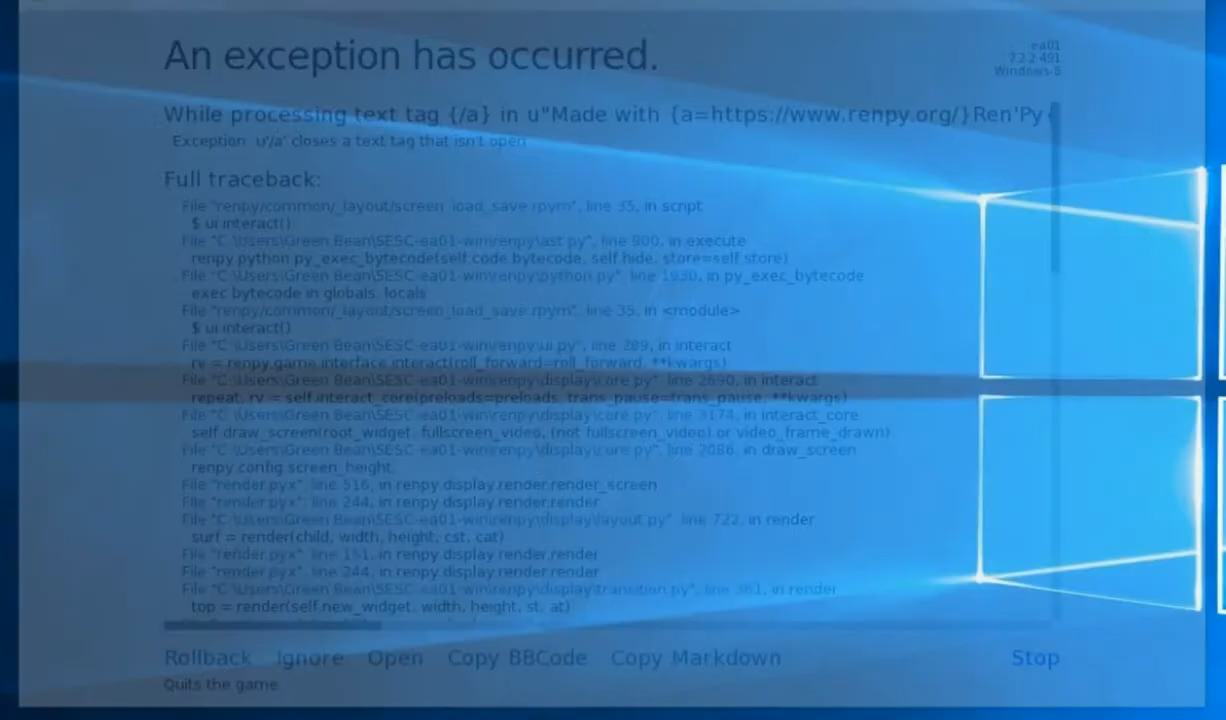 An exception has occurred.
ea01
7.2.2.491
Windows-8
While processing text tag {/a} in u"Made with {a=https://www.renpy.org/}Ren'Py{
Exception: u'/a' closes a text tag that isn't open
Full traceback:
File "renpy/common/_layout/screen_load_save.rpym", line 35, in script
$ ui.interact()
File "C:\Users\Green Bean\SESC-ea01-win\renpy\ast.py", line 900, in execute
renpy.python.py_exec_bytecode(self.code.bytecode, self.hide, store=self.store)
File "C:\Users\Green Bean\SESC-ea01-win\renpy\python.py", line 1930, in py_exec_bytecode
exec bytecode in globals, locals
File "renpy/common/_layout/screen_load_save.rpym", line 35, in <module>
$ ui.interact()
File "C:\Users\Green Bean\SESC-ea01-win\renpy\ui.py", line 289, in interact
rv = renpy.game.interface.interact(roll_forward=roll_forward, **kwargs)
File "C:\Users\Green Bean\SESC-ea01-win\renpy\display\core.py", line 2690, in interact
repeat, rv = self.interact_core(preloads=preloads, trans_pause=trans_pause, **kwargs)
File "C:\Users\Green Bean\SESC-ea01-win\renpy\display\core.py", line 3174, in interact_core
self.draw_screen(root_widget, fullscreen_video, (not fullscreen_video) or video_frame_drawn)
File "C:\Users\Green Bean\SESC-ea01-win\renpy\display\core.py", line 2086, in draw_screen
renpy.config.screen_height,
File "render.pyx", line 516, in renpy.display.render.render_screen
File "render.pyx", line 244, in renpy.display.render.render
File "C:\Users\Green Bean\SESC-ea01-win\renpy\display\layout.py", line 722, in render
surf = render(child, width, height, cst, cat)
File "render.pyx", line 151, in renpy.display.render.render
File "render.pyx", line 244, in renpy.display.render.render
File "C:\Users\Green Bean\SESC-ea01-win\renpy\display\transition.py", line 361, in render
top = render(self.new_widget, width, height, st, at)
Rollback Ignore Open Copy BBCode Copy Markdown Stop
Quits the game.